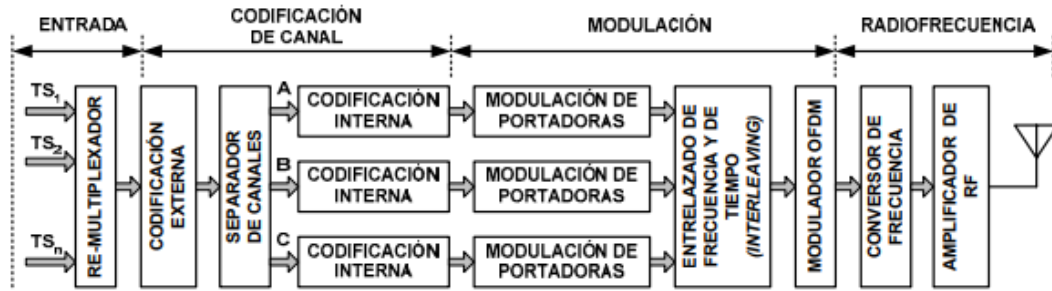 ENTRADA
CODIFICACIÓN
DE CANAL
MODULACIÓN
RADIOFRECUENCIA
TS1
TS2
TSn
RE-MULTIPLEXADOR
CODIFICACIÓN
EXTERNA
SEPARADOR
DE CANALES
A
CODIFICACIÓN
INTERNA
MODULACIÓN DE
PORTADORAS
B
CODIFICACIÓN
INTERNA
MODULACIÓN DE
PORTADORAS
C
CODIFICACIÓN
INTERNA
MODULACIÓN DE
PORTADORAS
ENTRELAZADO DE
FRECUENCIA Y DE
TIEMPO
(INTERLEAVING)
MODULADOR OFDM
CONVERSOR DE
FRECUENCIA
AMPLIFICADOR DE
RF